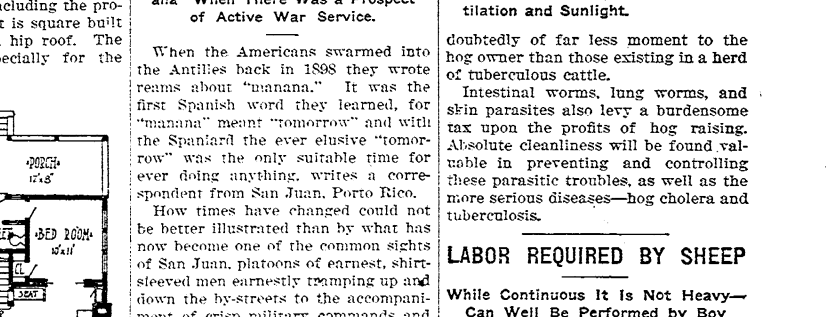 cluding the pro-
t is square built
hip roof. The
ecially for the
PORCH
12'x8'
BED ROOM
10'x11'
CL
SEAT
and When There Was a Prospect
of Active War Service.
When the Americans swarmed into
the Antilles back in 1898 they wrote
reams about "manana." It was the
first Spanish word they learned, for
"manana" meant "tomorrow" and with
the Spaniard the ever elusive "tomor-
row" was the only suitable time for
ever doing anything, writes a corre-
spondent from San Juan, Porto Rico.
How times have changed could not
be better illustrated than by what has
now become one of the common sights
of San Juan, platoons of earnest, shirt-
sleeved men earnestly tramping up and
down the by-streets to the accompani-
ment of crisp military commands and
tilation and Sunlight.
doubtedly of far less moment to the
hog owner than those existing in a herd
of tuberculous cattle.
Intestinal worms, lung worms, and
skin parasites also levy a burdensome
tax upon the profits of hog raising.
Absolute cleanliness will be found val-
uable in preventing and controlling
these parasitic troubles, as well as the
more serious diseases—hog cholera and
tuberculosis.
LABOR REQUIRED BY SHEEP
While Continuous It Is Not Heavy—
Can Well Be Performed by Boy